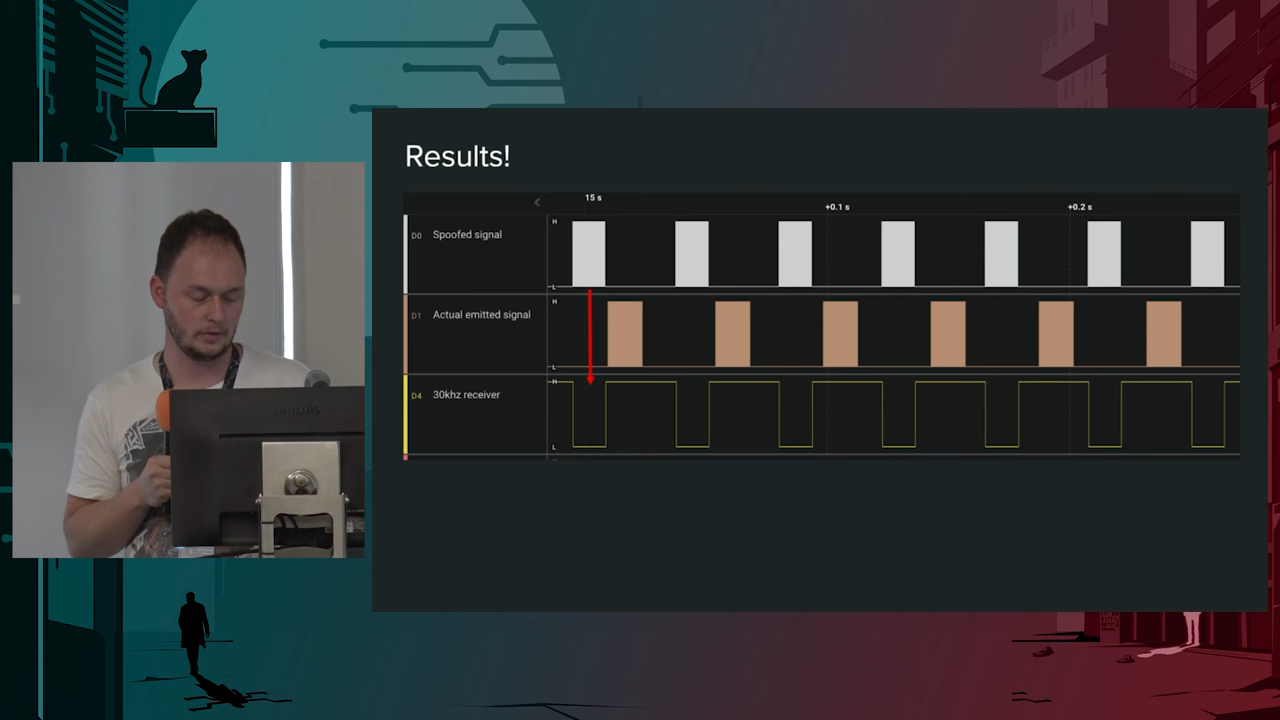 Results!
15 s
+0.1 s
+0.2 s
D0 Spoofed signal
H
L
D1 Actual emitted signal
H
L
D4 30khz receiver
H
L
PHILIPS